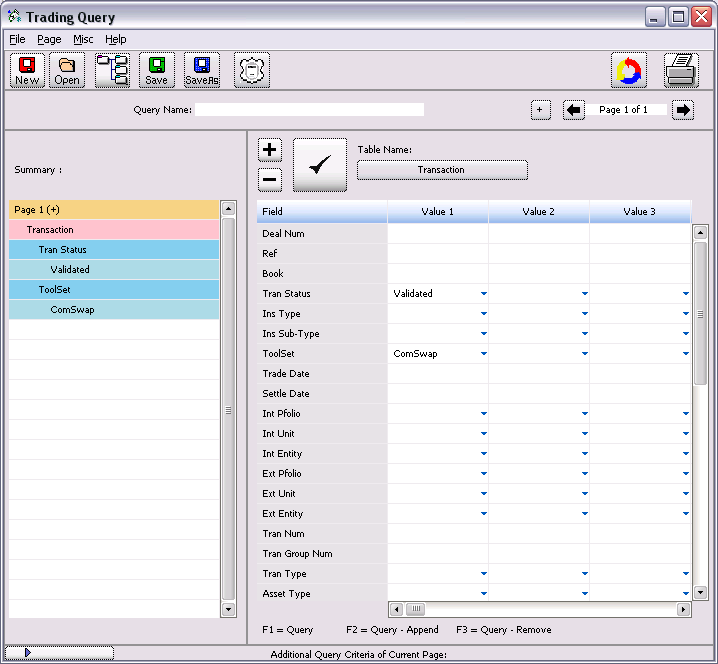 Trading Query
File Page Misc Help
New Open Save SaveAs
Query Name: + Page 1 of 1
Summary :
Table Name:
Transaction
Page 1 (+)
Transaction
Tran Status
Validated
ToolSet
ComSwap
Field Value 1 Value 2 Value 3
Deal Num
Ref
Book
Tran Status Validated
Ins Type
Ins Sub-Type
ToolSet ComSwap
Trade Date
Settle Date
Int Pfolio
Int Unit
Int Entity
Ext Pfolio
Ext Unit
Ext Entity
Tran Num
Tran Group Num
Tran Type
Asset Type
F1 = Query F2 = Query - Append F3 = Query - Remove
Additional Query Criteria of Current Page: